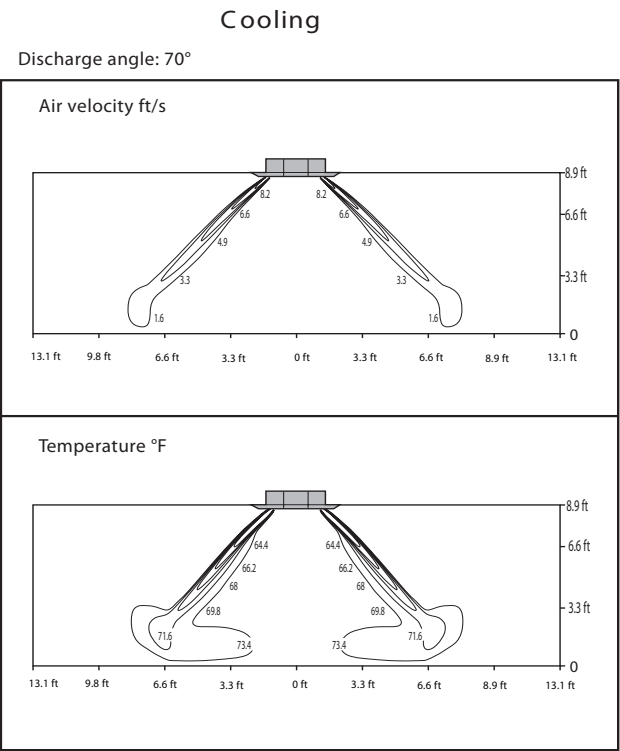 Cooling
Discharge angle: 70°
Air velocity ft/s
8.9 ft
8.2 8.2
6.6 6.6 6.6 ft
4.9 4.9
3.3 3.3 3.3 ft
1.6 1.6
0
13.1 ft 9.8 ft 6.6 ft 3.3 ft 0 ft 3.3 ft 6.6 ft 8.9 ft 13.1 ft
Temperature °F
8.9 ft
64.4 64.4 6.6 ft
66.2 66.2
68 68
69.8 69.8 3.3 ft
71.6 71.6
73.4 73.4
0
13.1 ft 9.8 ft 6.6 ft 3.3 ft 0 ft 3.3 ft 6.6 ft 8.9 ft 13.1 ft